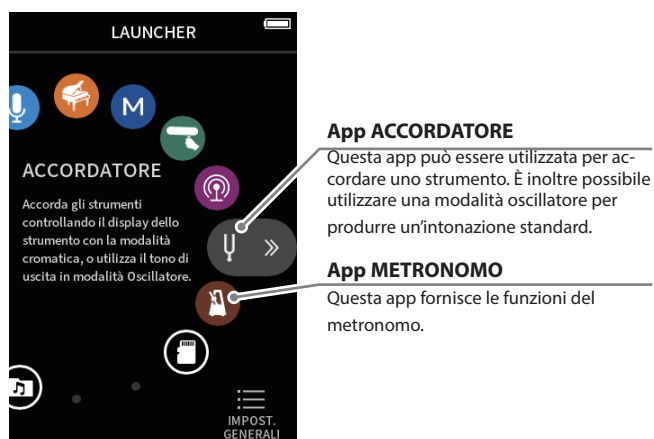 LAUNCHER
M
ACCORDATORE
Accorda gli strumenti
controllando il display dello
strumento con la modalità
cromatica, o utilizza il tono di
uscita in modalità Oscillatore.
IMPOST.
GENERALI
App ACCORDATORE
Questa app può essere utilizzata per ac-
cordare uno strumento. È inoltre possibile
utilizzare una modalità oscillatore per
produrre un’intonazione standard.
App METRONOMO
Questa app fornisce le funzioni del
metronomo.